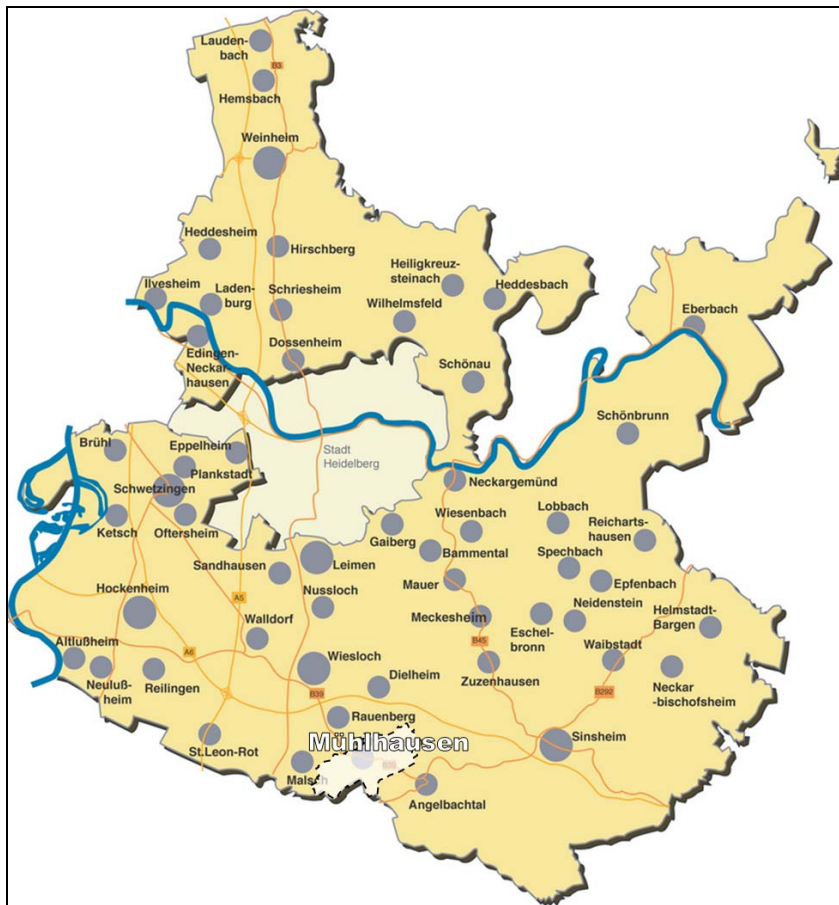 Lauden-
bach
B3
Hemsbach
Weinheim
Heddesheim
Hirschberg
Heiligkreuz-
steinach
Heddesbach
Ilvesheim
Laden-
burg
Schriesheim
Wilhelmsfeld
Eberbach
Edingen-
Neckar-
hausen
Dossenheim
Schönau
Schönbrunn
Brühl
Eppelheim
Stadt
Heidelberg
Plankstadt
Schwetzingen
Neckargemünd
Ketsch
Oftersheim
Wiesenbach
Lobbach
Reicharts-
hausen
Gaiberg
Bammental
Sandhausen
Leimen
Spechbach
Epfenbach
Mauer
Hockenheim
A5
Nussloch
Neidenstein
Walldorf
Meckesheim
Eschel-
bronn
Helmstadt-
Bargen
Altlußheim
A6
B45
Waibstadt
Wiesloch
Dielheim
Zuzenhausen
Neuluß-
heim
Reilingen
B39
B292
Neckar
-bischofsheim
Rauenberg
Mühlhausen
Sinsheim
St.Leon-Rot
Malsch
Angelbachtal